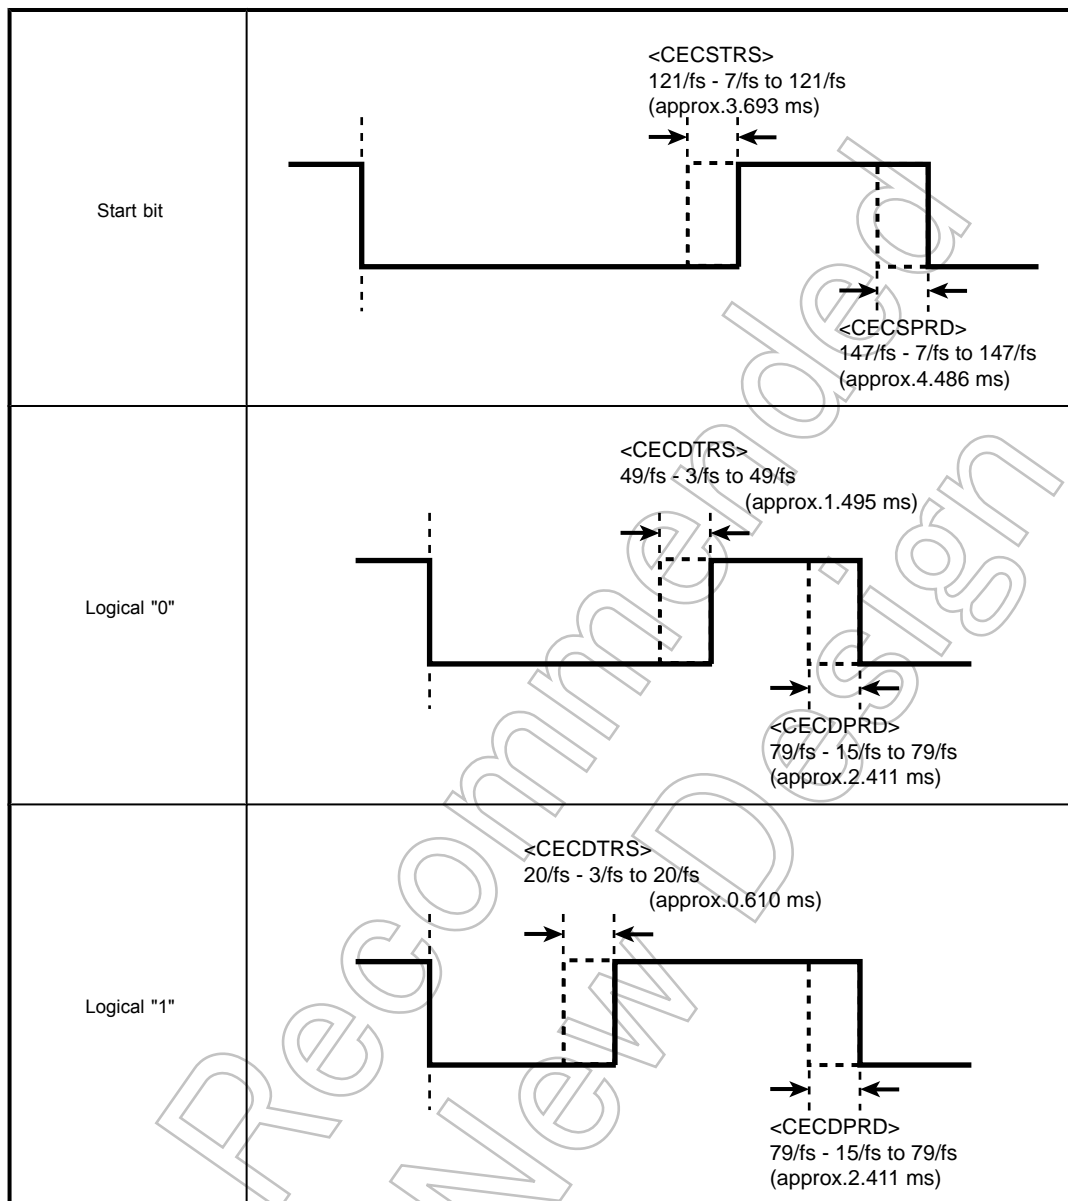 <CECSTRS>
121/fs - 7/fs to 121/fs
(approx.3.693 ms)
Start bit
<CECSPRD>
147/fs - 7/fs to 147/fs
(approx.4.486 ms)
<CECDTRS>
49/fs - 3/fs to 49/fs
(approx.1.495 ms)
Logical "0"
<CECDPRD>
79/fs - 15/fs to 79/fs
(approx.2.411 ms)
<CECDTRS>
20/fs - 3/fs to 20/fs
(approx.0.610 ms)
Logical "1"
<CECDPRD>
79/fs - 15/fs to 79/fs
(approx.2.411 ms)
Recommended
New Design